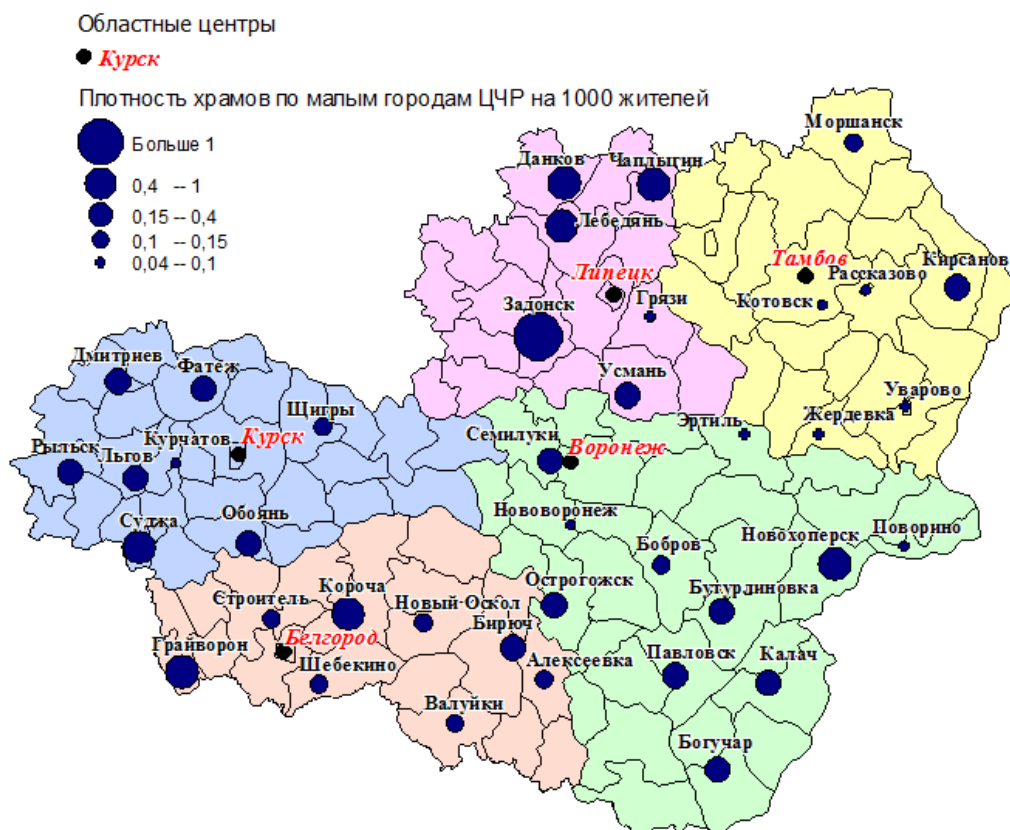 Областные центры
Курск
Плотность храмов по малым городам ЦЧР на 1000 жителей
Больше 1
0,4 -- 1
0,15 -- 0,4
0,1 -- 0,15
0,04 -- 0,1
Моршанск
Данков
Чаплыгин
Лебедянь
Тамбов
Липецк
Рассказово
Кирсанов
Грязи
Котовск
Задонск
Дмитриев
Фатёж
Усмань
Уварово
Щигры
Эртиль
Жердевка
Рыльск
Курчатов
Курск
Семилуки
Воронеж
Льгов
Суджа
Обоянь
Нововоронеж
Бобров
Новохоперск
Поворино
Строитель
Короча
Новый Оскол
Острогожск
Бутурдиновка
Грайворон
Белгород
Бирюч
Шебекино
Алексеевка
Павловск
Калач
Валуйки
Богучар